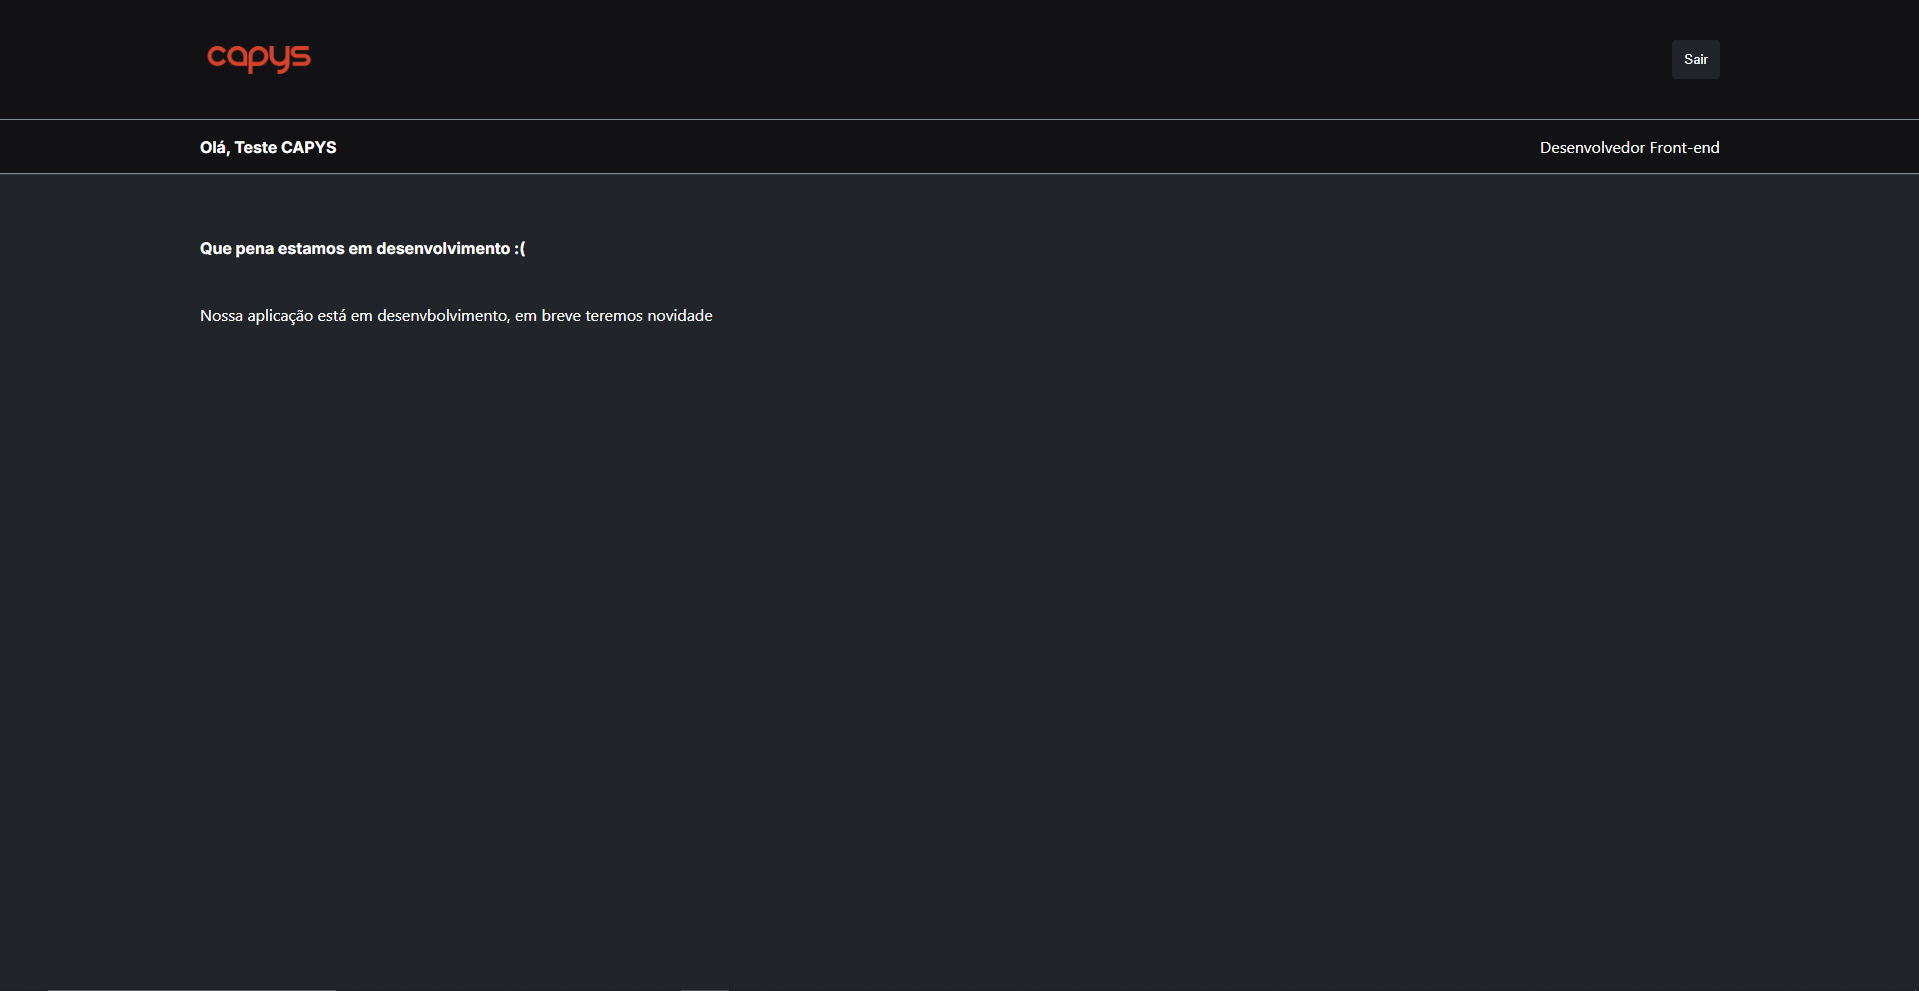 capys
Sair
Olá, Teste CAPYS
Desenvolvedor Front-end
Que pena estamos em desenvolvimento :(
Nossa aplicação está em desenvbolvimento, em breve teremos novidade